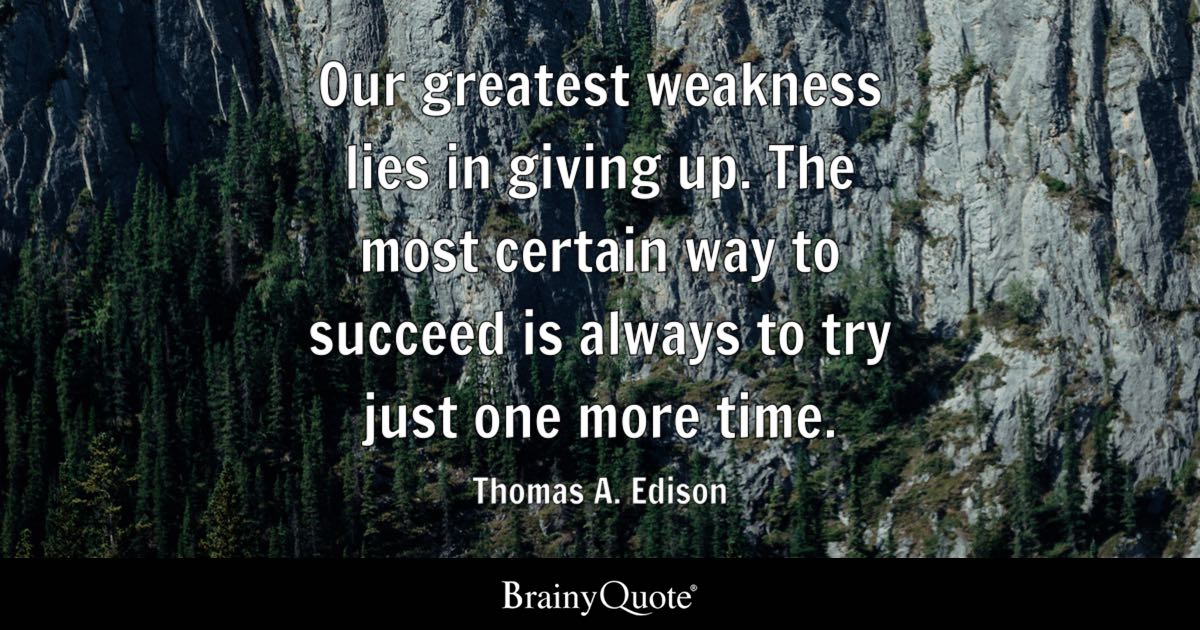 Our greatest weakness
lies in giving up. The
most certain way to
succeed is always to try
just one more time.
Thomas A. Edison
BrainyQuote®